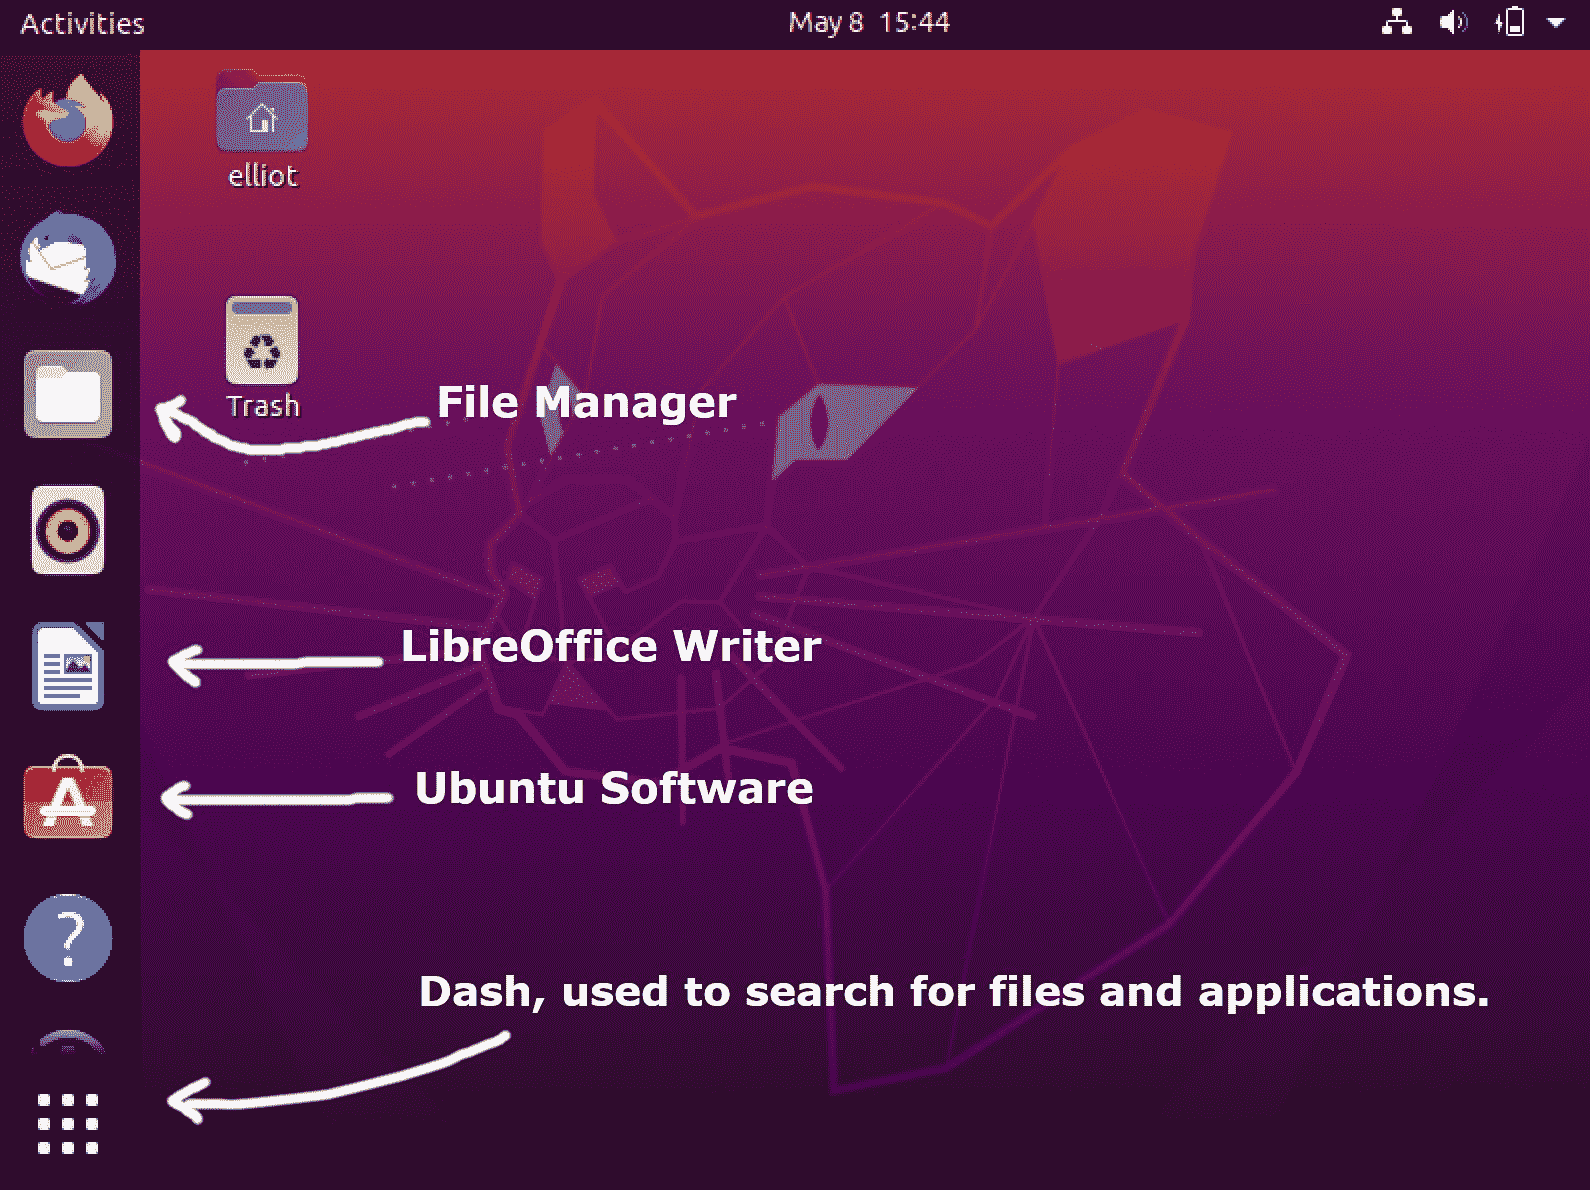 Activities
May 8 15:44
elliot
Trash
File Manager
LibreOffice Writer
Ubuntu Software
?
Dash, used to search for files and applications.